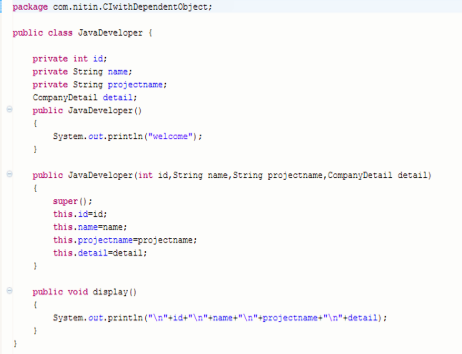 package com.nitin.CIwithDependentObject;
public class JavaDeveloper {
private int id;
private String name;
private String projectname;
CompanyDetail detail;
public JavaDeveloper()
{
System.out.println("welcome");
}
public JavaDeveloper(int id,String name,String projectname,CompanyDetail detail)
{
super();
this.id=id;
this.name=name;
this.projectname=projectname;
this.detail=detail;
}
public void display()
{
System.out.println("\n"+id+"\n"+name+"\n"+projectname+"\n"+detail);
}
}